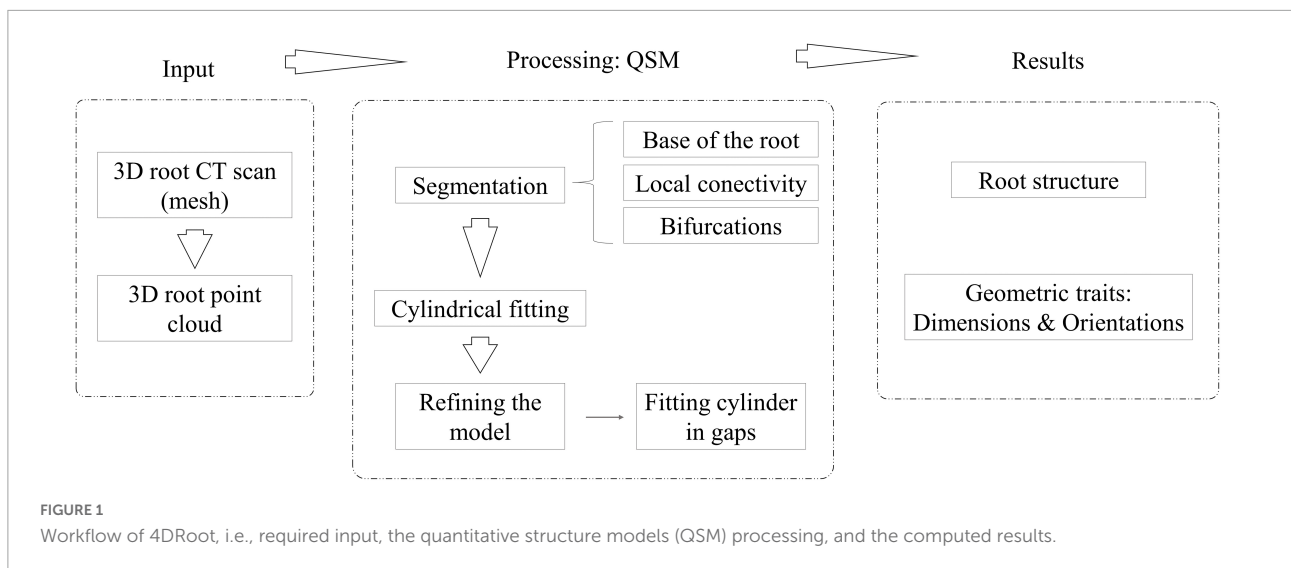 Input
Processing: QSM
Results
3D root CT scan
(mesh)
3D root point
cloud
Segmentation
Base of the root
Local conectivity
Bifurcations
Cylindrical fitting
Refining the
model
Fitting cylinder
in gaps
Root structure
Geometric traits:
Dimensions & Orientations
FIGURE 1
Workflow of 4DRoot, i.e., required input, the quantitative structure models (QSM) processing, and the computed results.